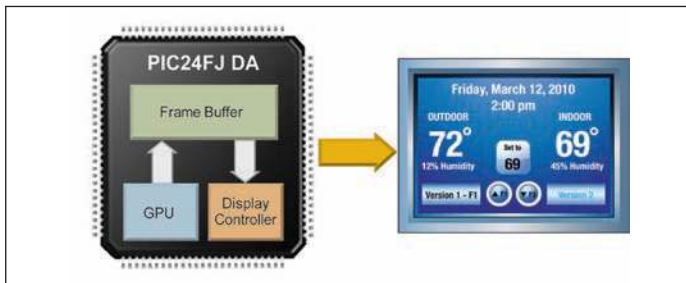 PIC24FJ DA
Frame Buffer
GPU
Display
Controller
Friday, March 12, 2010
2:00 pm
OUTDOOR
72°
12% Humidity
Set to
69
INDOOR
69°
45% Humidity
Version 1 - F1
Version 2